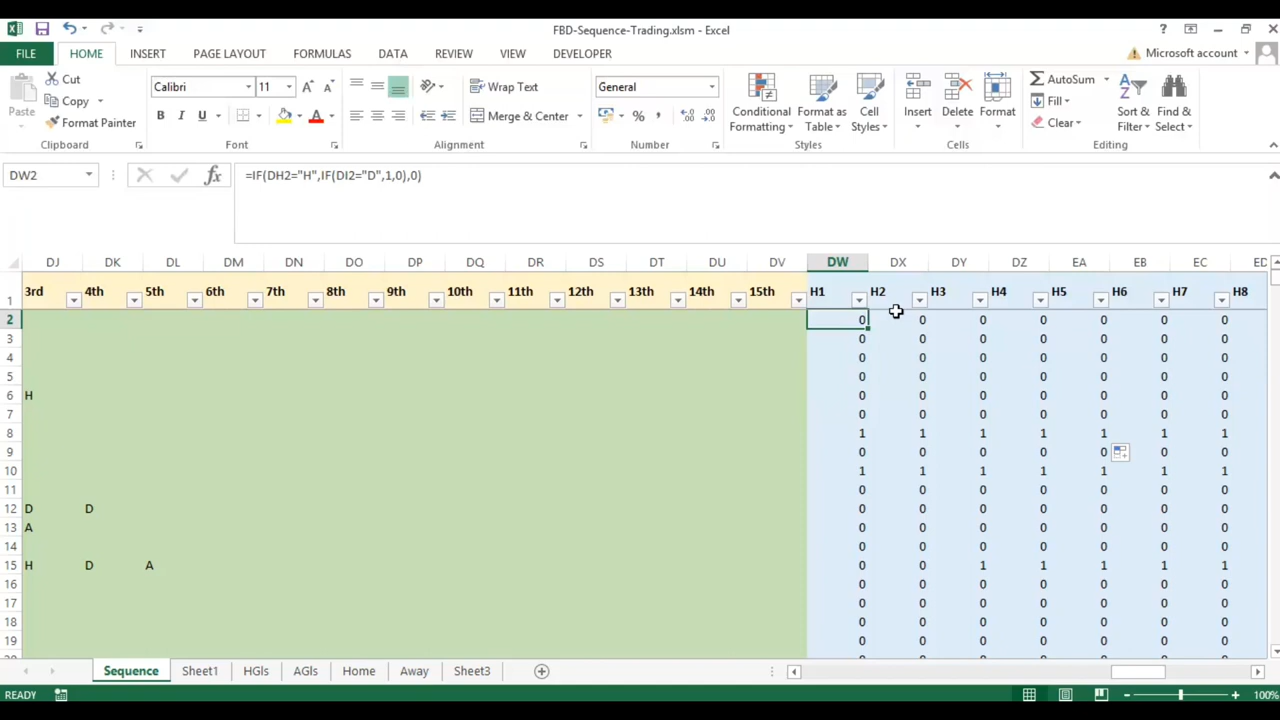 FBD-Sequence-Trading.xlsm - Excel
FILE HOME INSERT PAGE LAYOUT FORMULAS DATA REVIEW VIEW DEVELOPER Microsoft account
Paste Cut Copy Format Painter
Calibri 11
B I U
Wrap Text
Merge & Center
General
Conditional Formatting Format as Table Cell Styles
Insert Delete Format
AutoSum Fill Clear
Sort & Filter Find & Select
Clipboard Font Alignment Number Styles Cells Editing
DW2 fx =IF(DH2="H",IF(DI2="D",1,0),0)
DJ DK DL DM DN DO DP DQ DR DS DT DU DV DW DX DY DZ EA EB EC ED
1 3rd 4th 5th 6th 7th 8th 9th 10th 11th 12th 13th 14th 15th H1 H2 H3 H4 H5 H6 H7 H8
2 0 0 0 0 0 0 0
3 0 0 0 0 0 0 0
4 0 0 0 0 0 0 0
5 0 0 0 0 0 0 0
6 H 0 0 0 0 0 0 0
7 0 0 0 0 0 0 0
8 1 1 1 1 1 1 1
9 0 0 0 0 0 0 0
10 1 1 1 1 1 1 1
11 0 0 0 0 0 0 0
12 D D 0 0 0 0 0 0 0
13 A 0 0 0 0 0 0 0
14 0 0 0 0 0 0 0
15 H D A 0 0 1 1 1 1 1
16 0 0 0 0 0 0 0
17 0 0 0 0 0 0 0
18 0 0 0 0 0 0 0
19 0 0 0 0 0 0 0
Sequence Sheet1 HGls AGls Home Away Sheet3
READY 100%